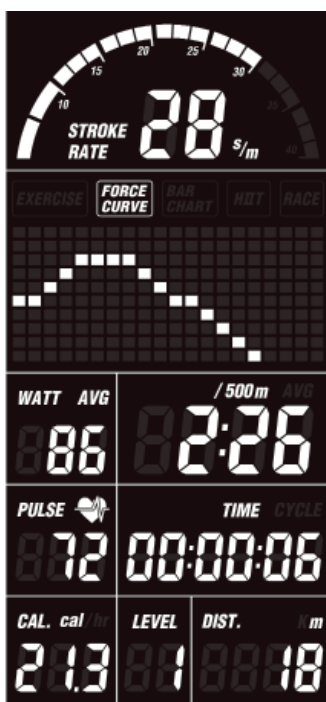 20
15 25
10 30
35
40
STROKE
RATE 28 s/m
EXERCISE FORCE CURVE BAR CHART HIIT RACE
WATT AVG
86
/500m AVG
2:26
PULSE
72
TIME CYCLE
00:00:06
CAL. cal/hr
21.3
LEVEL
1
DIST. Km
18